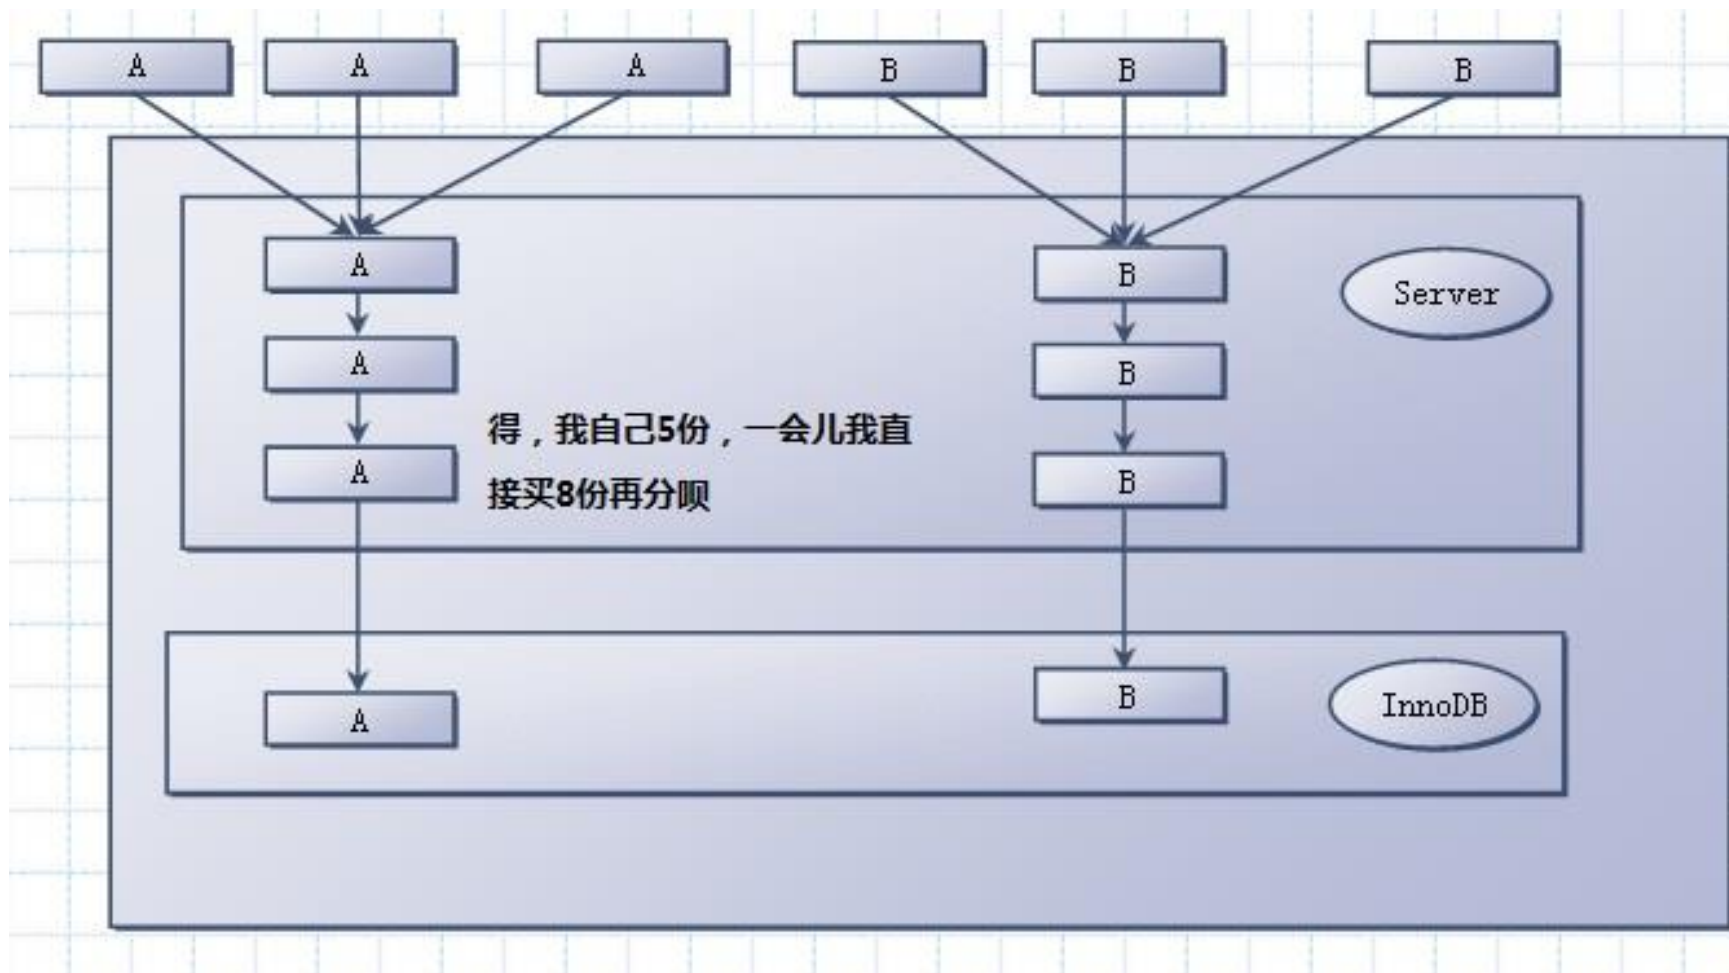 A A A B B B
A B
Server
A B
得，我自己5份，一会儿我直
接买8份再分呗
A B
A B
InnoDB